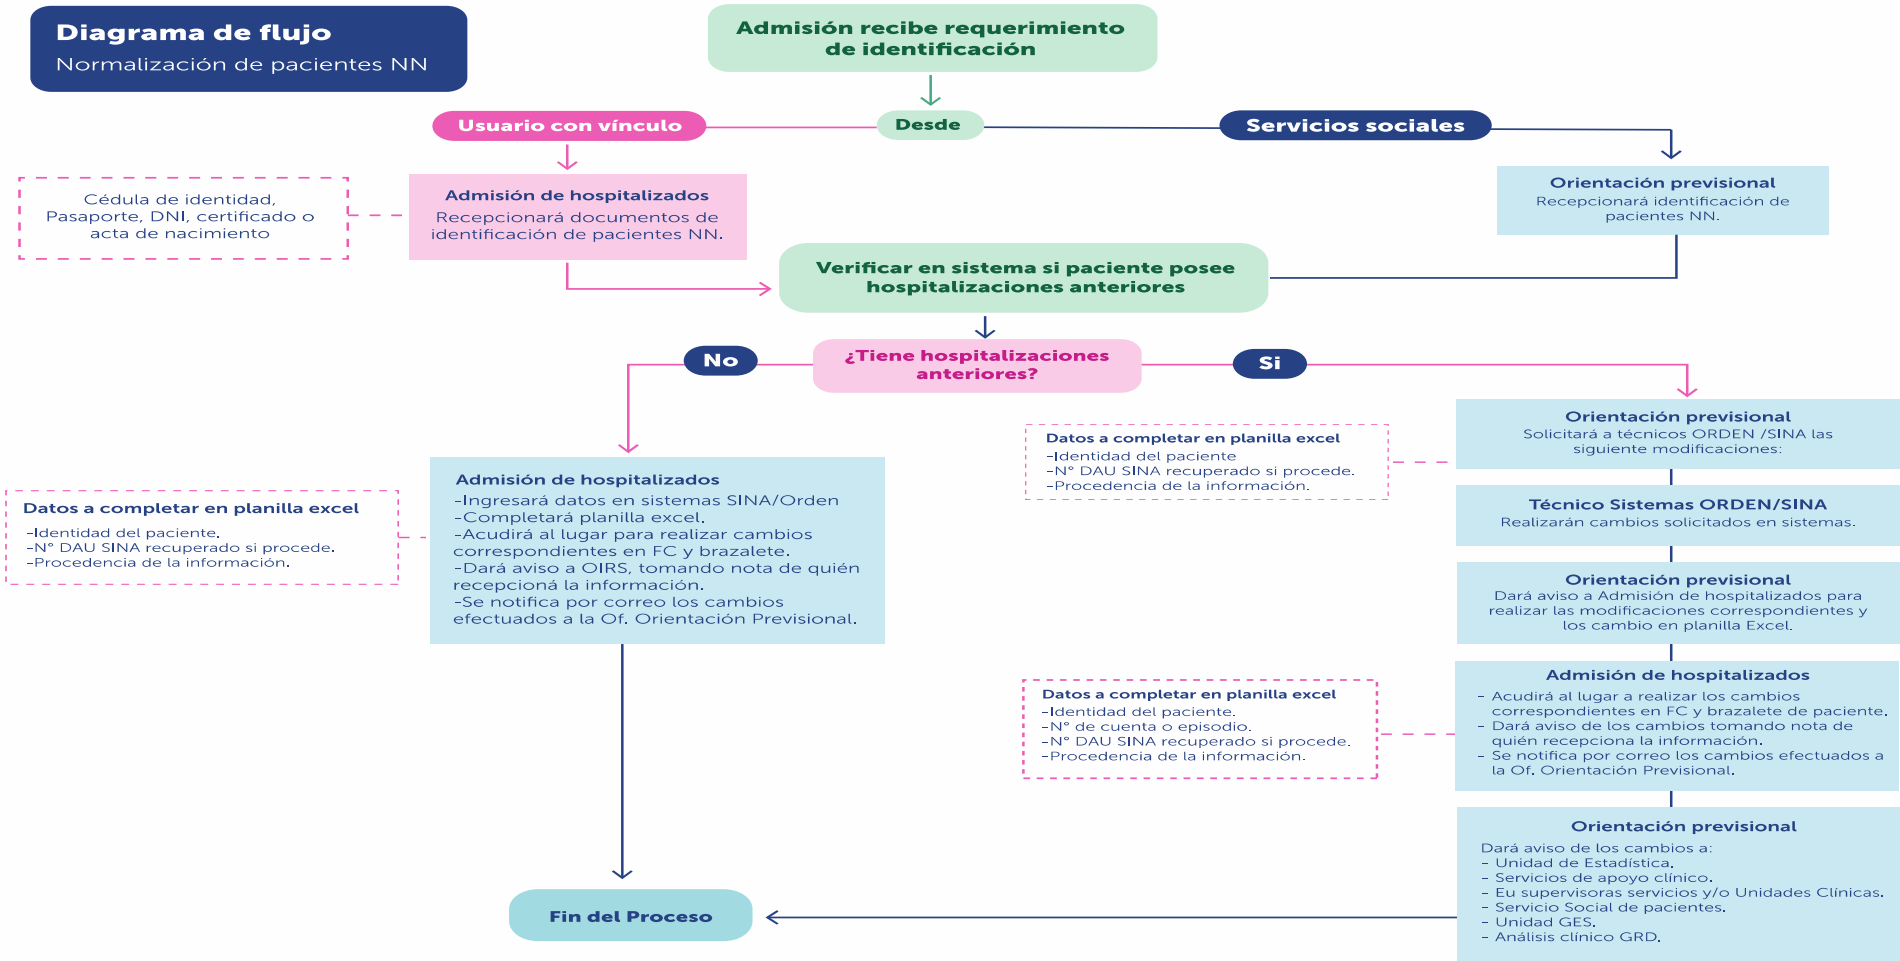 Diagrama de flujo
Normalización de pacientes NN
Admisión recibe requerimiento
de identificación
Usuario con vínculo
Desde
Servicios sociales
Cédula de identidad,
Pasaporte, DNI, certificado o
acta de nacimiento
Admisión de hospitalizados
Recepcionará documentos de
identificación de pacientes NN.
Orientación previsional
Recepcionará identificación de
pacientes NN.
Verificar en sistema si paciente posee
hospitalizaciones anteriores
No
¿Tiene hospitalizaciones
anteriores?
Si
Datos a completar en planilla excel
-Identidad del paciente.
-N° DAU SINA recuperado si procede.
-Procedencia de la información.
Admisión de hospitalizados
-Ingresará datos en sistemas SINA/Orden
-Completará planilla excel.
-Acudirá al lugar para realizar cambios
correspondientes en FC y brazalete.
-Dará aviso a OIRS, tomando nota de quién
recepcioná la información.
-Se notifica por correo los cambios
efectuados a la Of. Orientación Previsional.
Datos a completar en planilla excel
-Identidad del paciente
-N° DAU SINA recuperado si procede.
-Procedencia de la información.
Orientación previsional
Solicitará a técnicos ORDEN /SINA las
siguiente modificaciones:
Técnico Sistemas ORDEN/SINA
Realizarán cambios solicitados en sistemas.
Orientación previsional
Dará aviso a Admisión de hospitalizados para
realizar las modificaciones correspondientes y
los cambio en planilla Excel.
Datos a completar en planilla excel
-Identidad del paciente.
-N° de cuenta o episodio.
-N° DAU SINA recuperado si procede.
-Procedencia de la información.
Admisión de hospitalizados
- Acudirá al lugar a realizar los cambios
correspondientes en FC y brazalete de paciente.
- Dará aviso de los cambios tomando nota de
quién recepciona la información.
- Se notifica por correo los cambios efectuados a
la Of. Orientación Previsional.
Orientación previsional
Dará aviso de los cambios a:
- Unidad de Estadística.
- Servicios de apoyo clínico.
- Eu supervisoras servicios y/o Unidades Clínicas.
- Servicio Social de pacientes.
- Unidad GES.
- Análisis clínico GRD.
Fin del Proceso